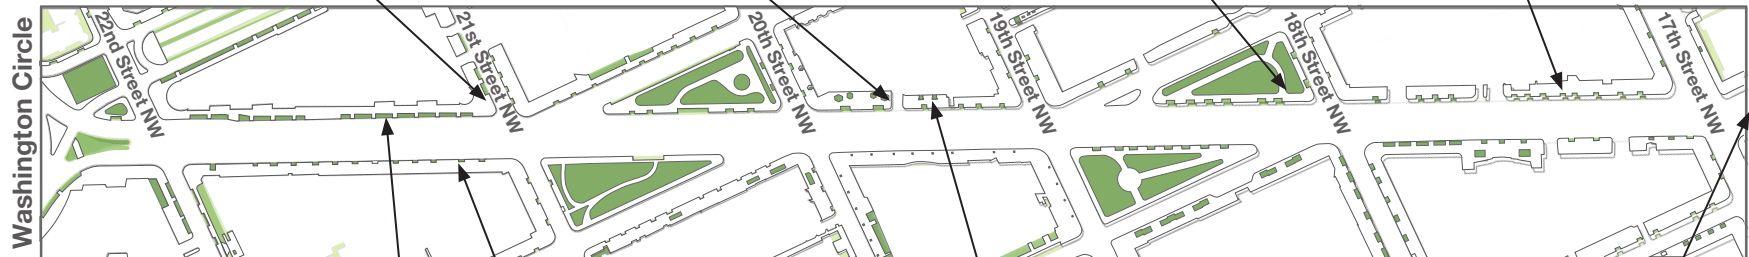 Washington Circle
22nd Street NW
21st Street NW
20th Street NW
19th Street NW
18th Street NW
17th Street NW